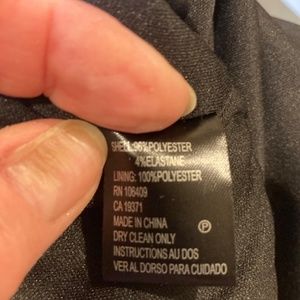 SHELL:96%POLYESTER
4%ELASTANE
LINING: 100%POLYESTER
RN 106409
CA 19371
MADE IN CHINA
DRY CLEAN ONLY
INSTRUCTIONS AU DOS
VER AL DORSO PARA CUIDADO
P